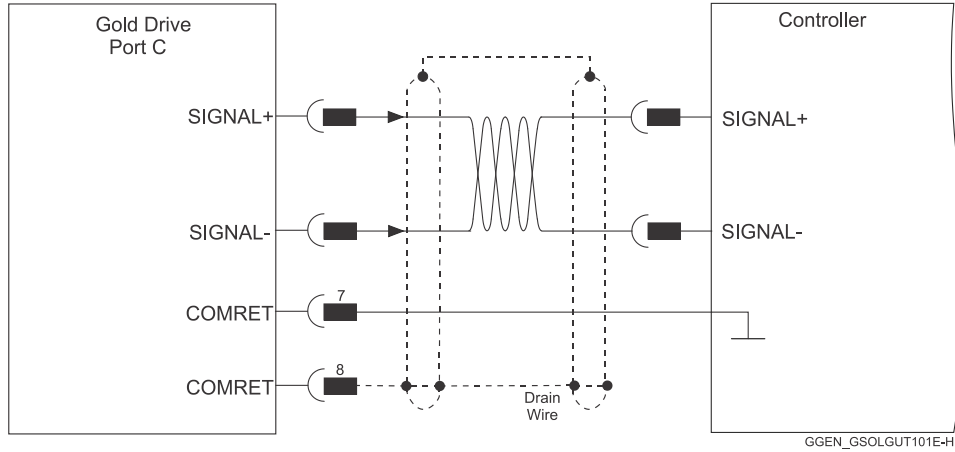 Gold Drive
Port C
Controller
SIGNAL+
SIGNAL+
SIGNAL-
SIGNAL-
7
COMRET
8
COMRET
Drain
Wire
GGEN_GSOLGUT101E-H